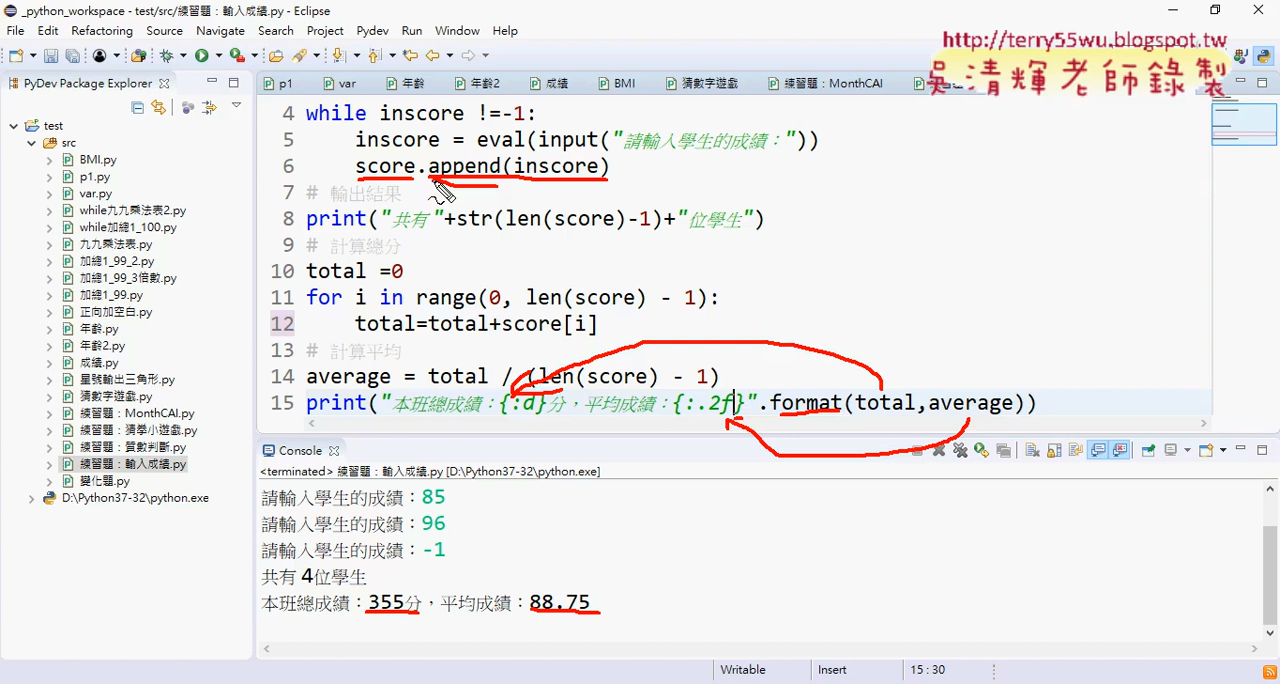 _python_workspace - test/src/練習題：輸入成績.py - Eclipse
File Edit Refactoring Source Navigate Search Project Pydev Run Window Help
http://terry55wu.blogspot.tw
吳清輝老師錄製
PyDev Package Explorer
p1 var 年齡 年齡2 成績 BMI 猜數字遊戲 練習題：MonthCAl
test
src
BMI.py
p1.py
var.py
while九九乘法表2.py
while加總1_100.py
九九乘法表.py
加總1_99_2.py
加總1_99_3倍數.py
加總1_99.py
正向加空白.py
年齡.py
年齡2.py
成績.py
星號輸出三角形.py
猜數字遊戲.py
練習題：MonthCAl.py
練習題：猜拳小遊戲.py
練習題：質數判斷.py
練習題：輸入成績.py
變化題.py
D:\Python37-32\python.exe
4 while inscore !=-1:
5 inscore = eval(input("請輸入學生的成績："))
6 score.append(inscore)
7 # 輸出結果
8 print("共有 "+str(len(score)-1)+"位學生")
9 # 計算總分
10 total =0
11 for i in range(0, len(score) - 1):
12 total=total+score[i]
13 # 計算平均
14 average = total / (len(score) - 1)
15 print("本班總成績：{:d}分，平均成績：{:.2f}".format(total,average))
Console
<terminated> 練習題：輸入成績.py [D:\Python37-32\python.exe]
請輸入學生的成績：85
請輸入學生的成績：96
請輸入學生的成績：-1
共有 4位學生
本班總成績：355分，平均成績：88.75
Writable Insert 15 : 30